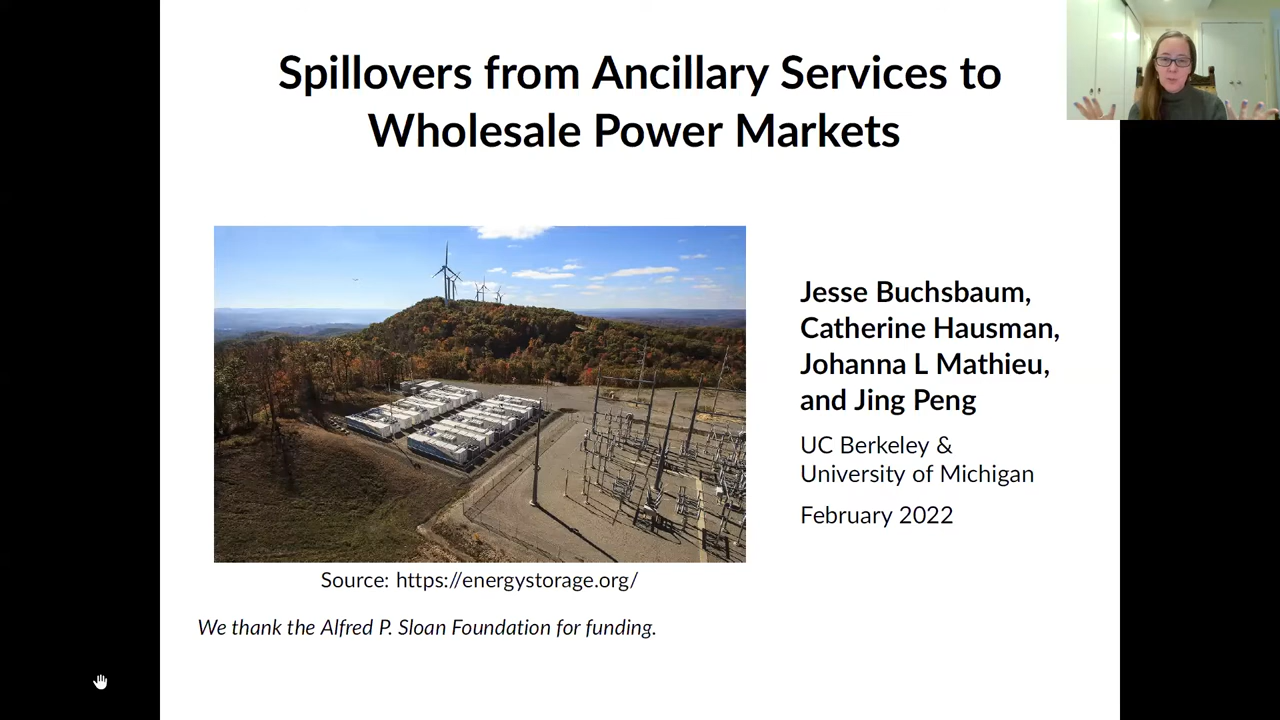 Spillovers from Ancillary Services to
Wholesale Power Markets
Jesse Buchsbaum,
Catherine Hausman,
Johanna L Mathieu,
and Jing Peng
UC Berkeley &
University of Michigan
February 2022
Source: https://energystorage.org/
We thank the Alfred P. Sloan Foundation for funding.